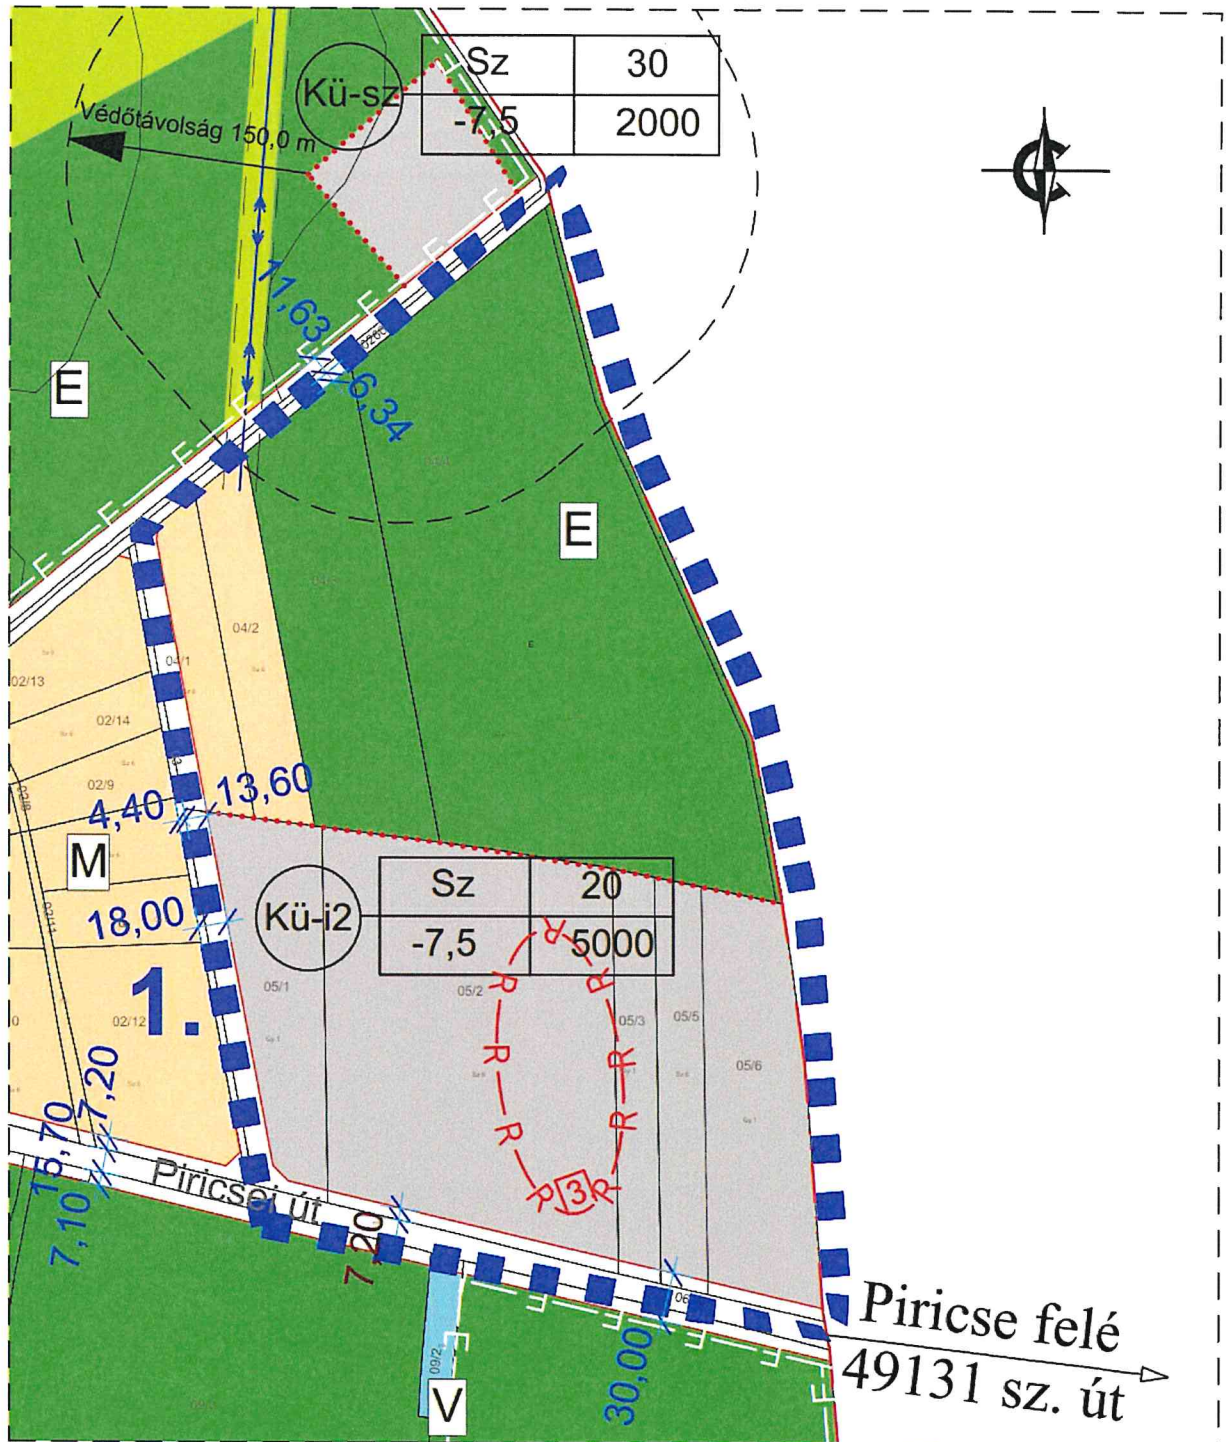 Sz 30
Kü-sz
-7,5 2000
Védőtávolság 150,0 m
11,63
6,34
E
E
04/2
04/1
02/13
02/14
02/9
4,40
13,60
M
Sz 20
Kü-i2
-7,5 5000
18,00
R
R
R
05/1
05/2
1.
02/12
05/3
05/5
05/6
R
R
R
R
R
3
R
7,20
15,70
7,10
Piricsei út
7,20
06
30,00
09/2
V
E
E
E
E
E
E
E
E
E
E
E
E
E
E
Piricse felé
49131 sz. út